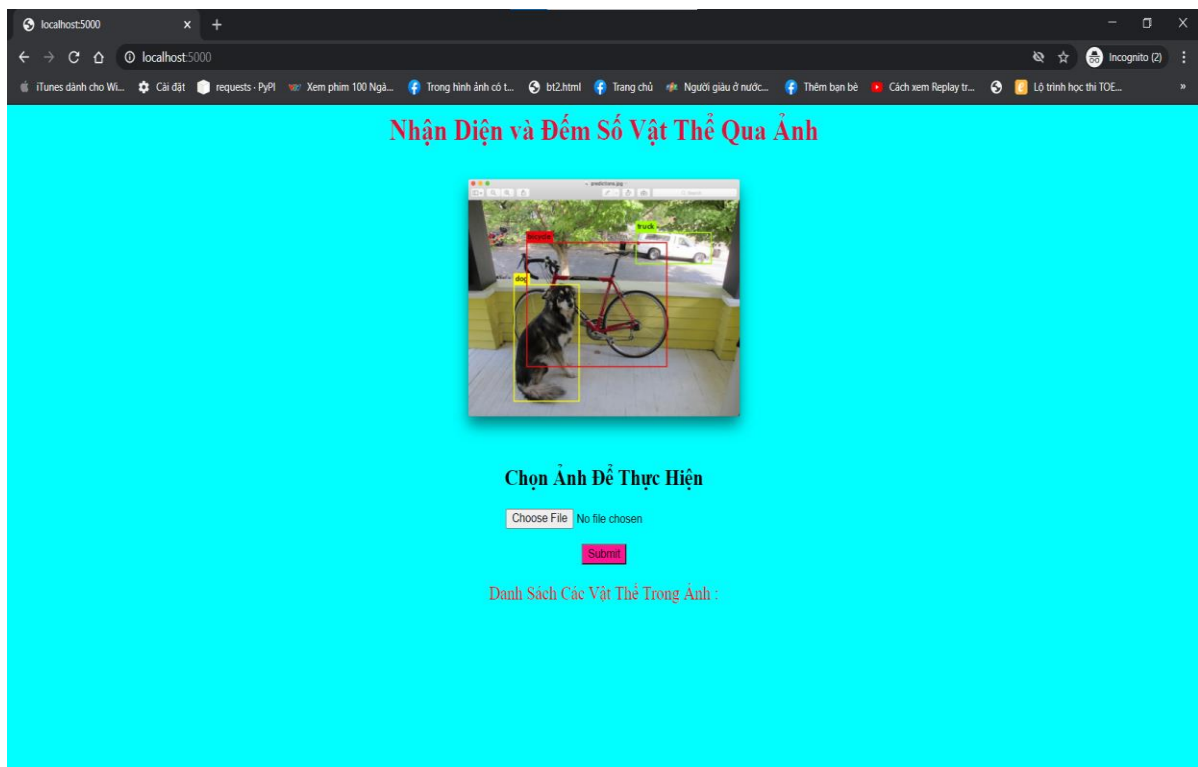 localhost:5000
localhost:5000
Incognito (2)
iTunes dành cho Wi... Cài đặt requests · PyPI Xem phim 100 Ngà... Trong hình ảnh có t... bt2.html Trang chủ Người giàu ở nước... Thêm bạn bè Cách xem Replay tr... Lộ trình học thi TOE... »
Nhận Diện và Đếm Số Vật Thể Qua Ảnh
predictions.jpg
truck
bicycle
dog
Chọn Ảnh Để Thực Hiện
Choose File No file chosen
Submit
Danh Sách Các Vật Thể Trong Ảnh :